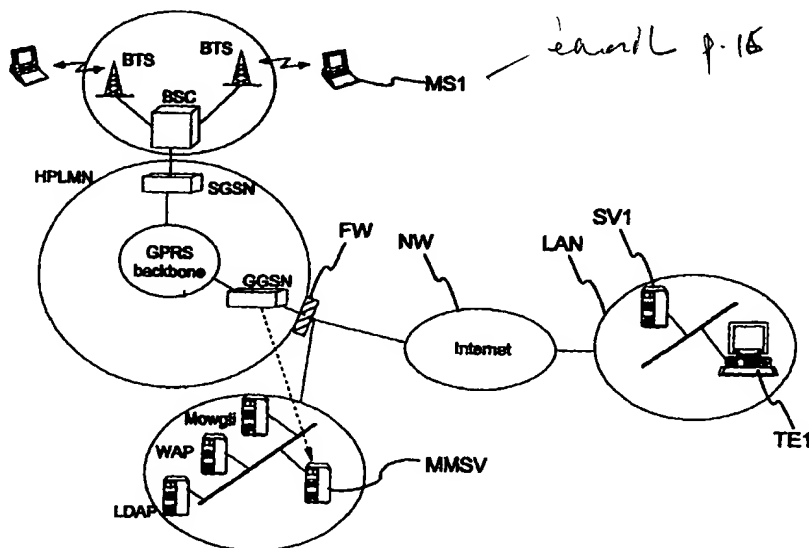 BTS
BTS
BSC
MS1
p. 15
HPLMN
SGSN
GPRS
backbone
GGSN
FW
NW
LAN
SV1
Internet
TE1
Mowgli
WAP
LDAP
MMSV